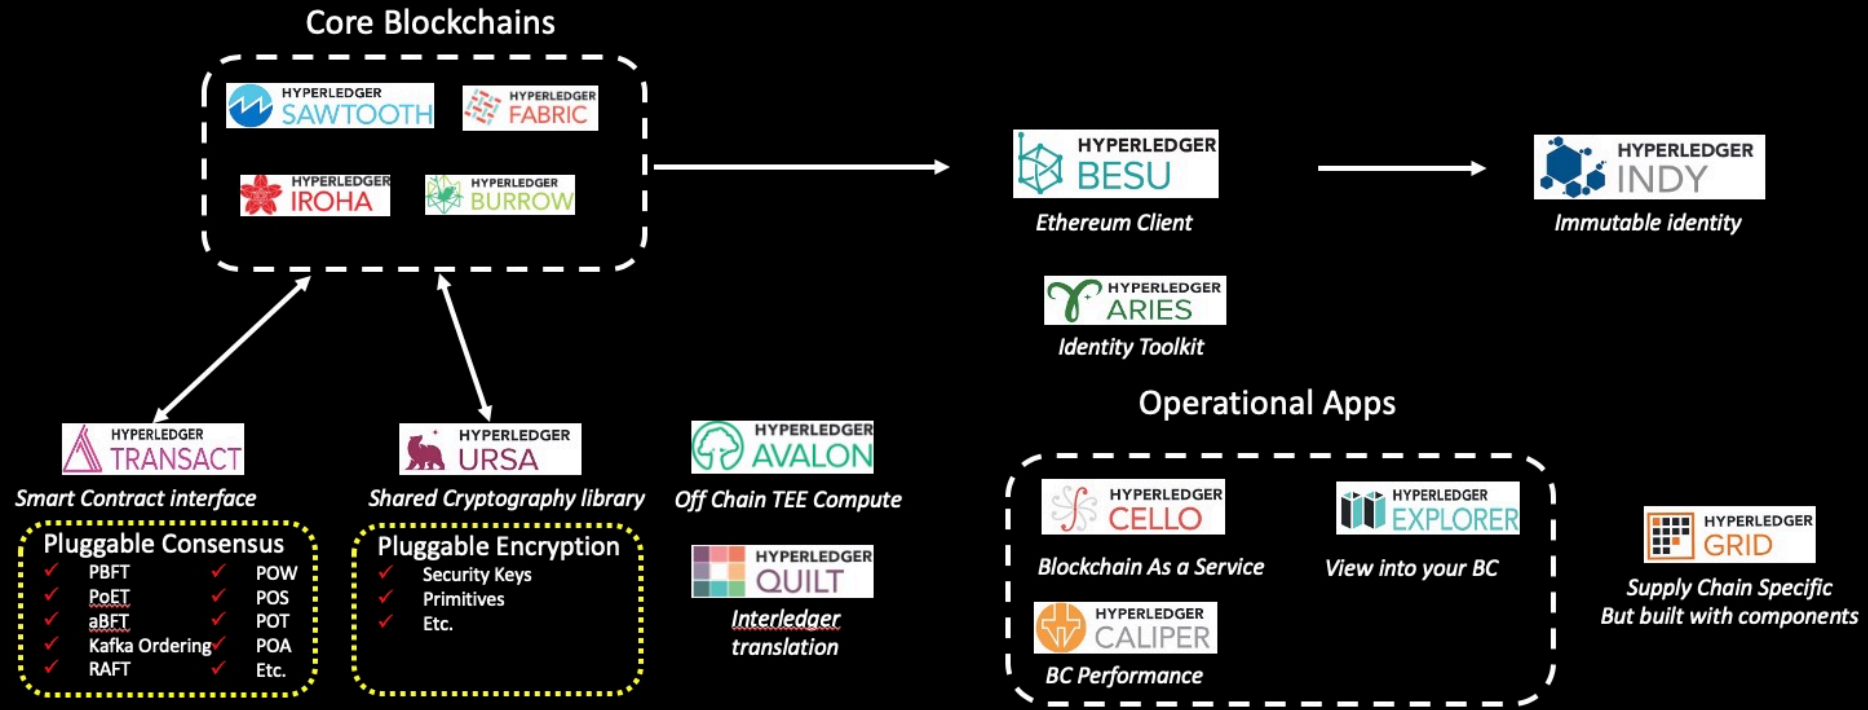 Core Blockchains
HYPERLEDGER
SAWTOOTH
HYPERLEDGER
FABRIC
HYPERLEDGER
IROHA
HYPERLEDGER
BURROW
HYPERLEDGER
BESU
Ethereum Client
HYPERLEDGER
INDY
Immutable identity
HYPERLEDGER
ARIES
Identity Toolkit
HYPERLEDGER
TRANSACT
Smart Contract interface
Pluggable Consensus
PBFT
PoET
aBFT
Kafka Ordering
RAFT
POW
POS
POT
POA
Etc.
HYPERLEDGER
URSA
Shared Cryptography library
Pluggable Encryption
Security Keys
Primitives
Etc.
HYPERLEDGER
AVALON
Off Chain TEE Compute
HYPERLEDGER
QUILT
Interledger
translation
Operational Apps
HYPERLEDGER
CELLO
Blockchain As a Service
HYPERLEDGER
EXPLORER
View into your BC
HYPERLEDGER
CALIPER
BC Performance
HYPERLEDGER
GRID
Supply Chain Specific
But built with components